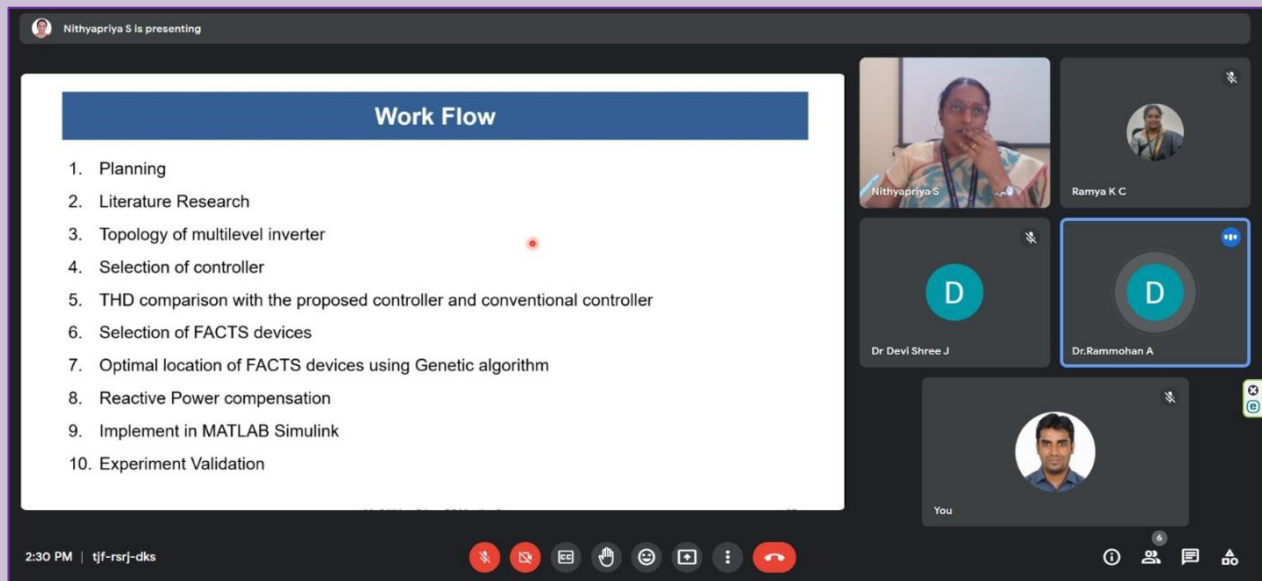 Nithyapriya S is presenting
Work Flow
1. Planning
2. Literature Research
3. Topology of multilevel inverter
4. Selection of controller
5. THD comparison with the proposed controller and conventional controller
6. Selection of FACTS devices
7. Optimal location of FACTS devices using Genetic algorithm
8. Reactive Power compensation
9. Implement in MATLAB Simulink
10. Experiment Validation
Nithyapriya S
Ramya K C
D
Dr Devi Shree J
D
Dr.Rammohan A
You
2:30 PM | tjf-rsrj-dks
CC
6